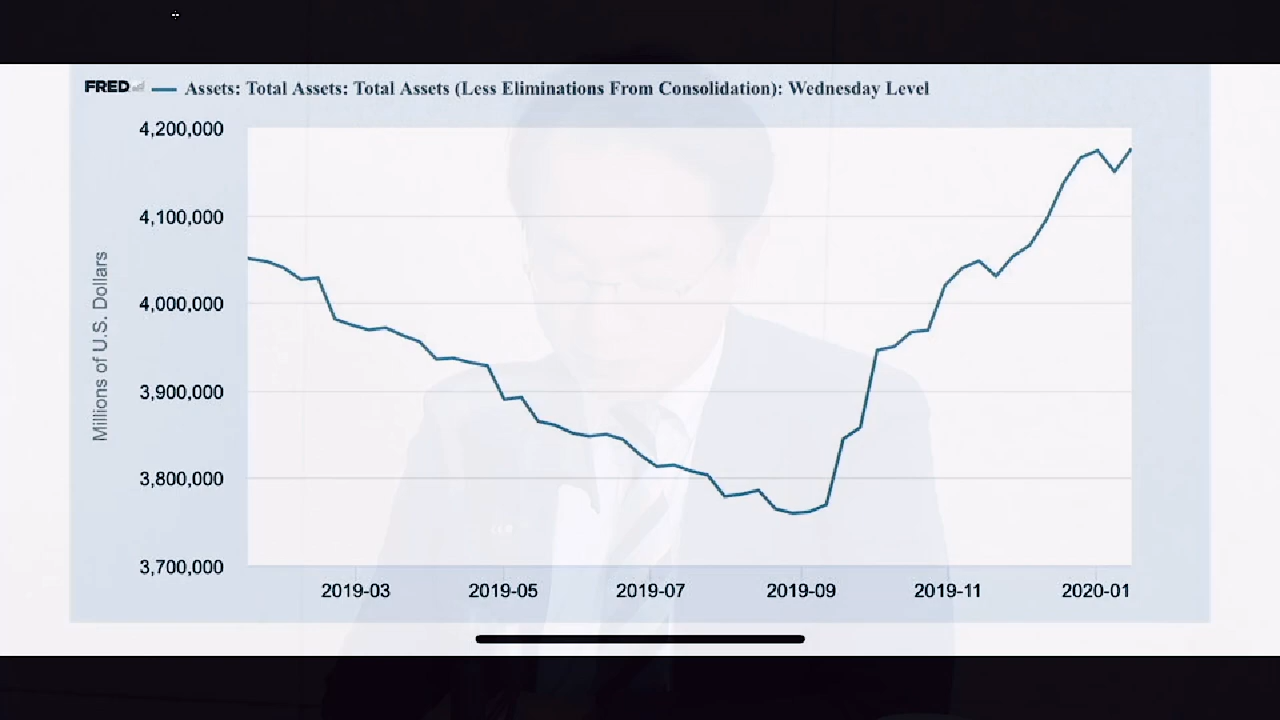 FRED
Assets: Total Assets: Total Assets (Less Eliminations From Consolidation): Wednesday Level
4,200,000
4,100,000
4,000,000
3,900,000
3,800,000
3,700,000
Millions of U.S. Dollars
2019-03 2019-05 2019-07 2019-09 2019-11 2020-01